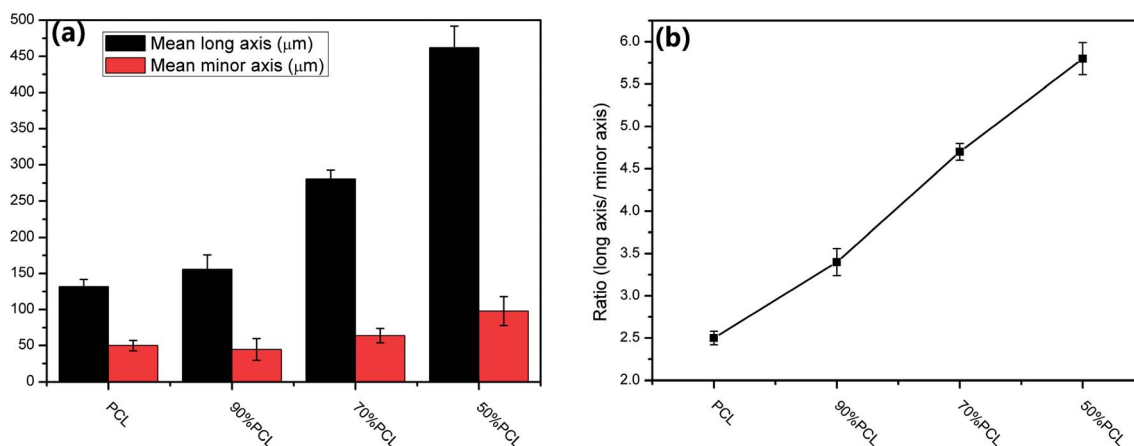 (a)
Mean long axis (μm)
Mean minor axis (μm)
500
450
400
350
300
250
200
150
100
50
0
PCL
90%PCL
70%PCL
50%PCL
(b)
Ratio (long axis/ minor axis)
6.0
5.5
5.0
4.5
4.0
3.5
3.0
2.5
2.0
PCL
90%PCL
70%PCL
50%PCL